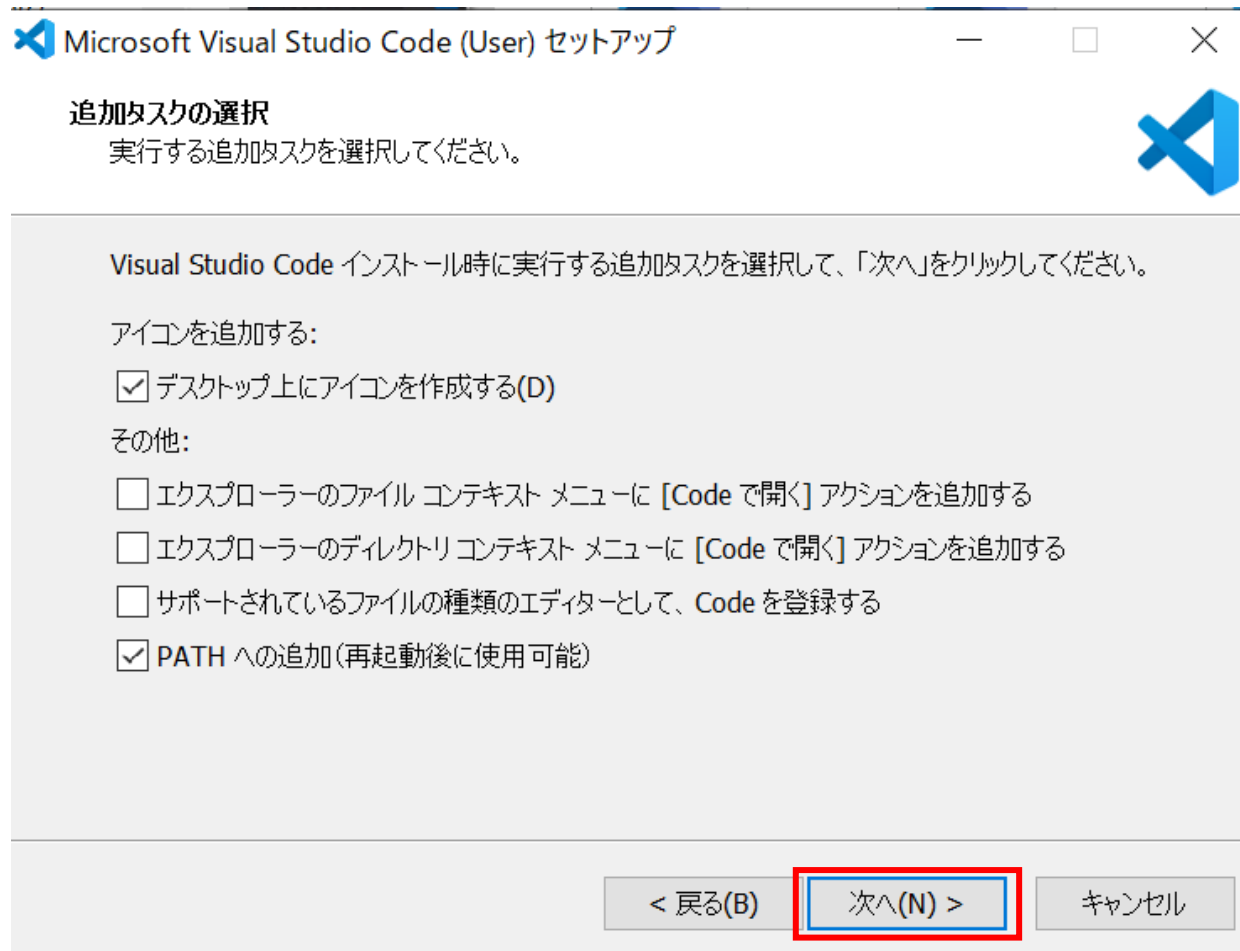 Microsoft Visual Studio Code (User) セットアップ
追加タスクの選択
実行する追加タスクを選択してください。
Visual Studio Code インストール時に実行する追加タスクを選択して、「次へ」をクリックしてください。
アイコンを追加する:
デスクトップ上にアイコンを作成する(D)
その他:
エクスプローラーのファイル コンテキスト メニューに [Code で開く] アクションを追加する
エクスプローラーのディレクトリ コンテキスト メニューに [Code で開く] アクションを追加する
サポートされているファイルの種類のエディターとして、Code を登録する
PATH への追加(再起動後に使用可能)
< 戻る(B) 次へ(N) > キャンセル